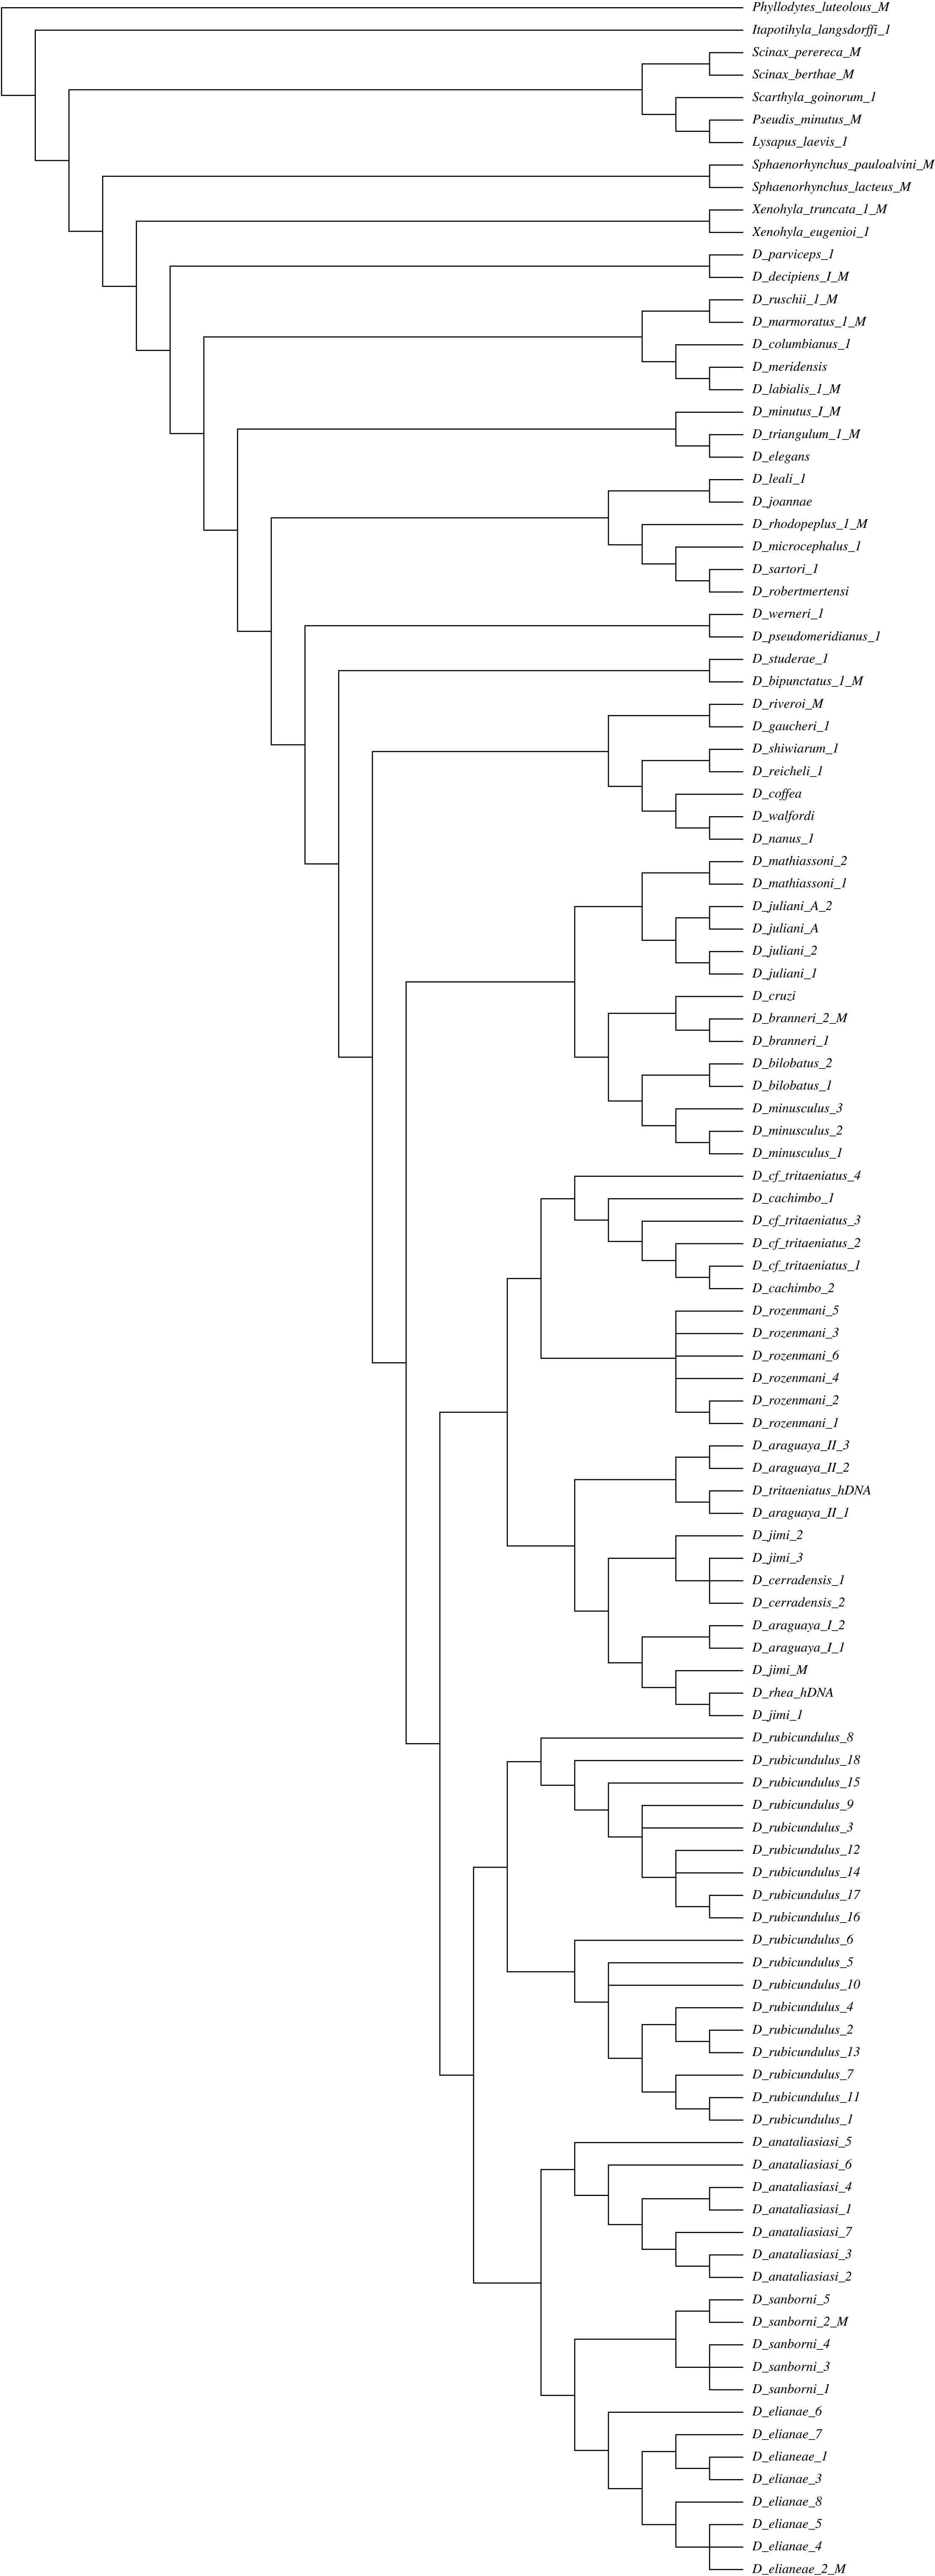 Phyllodytes_luteolous_M
Itapotihyla_langsdorffi_1
Scinax_perereca_M
Scinax_berthae_M
Scarthyla_goinorum_1
Pseudis_minutus_M
Lysapus_laevis_1
Sphaenorhynchus_pauloalvini_M
Sphaenorhynchus_lacteus_M
Xenohyla_truncata_1_M
Xenohyla_eugenioi_1
D_parviceps_1
D_decipiens_I_M
D_ruschii_1_M
D_marmoratus_1_M
D_columbianus_1
D_meridensis
D_labialis_1_M
D_minutus_I_M
D_triangulum_1_M
D_elegans
D_leali_1
D_joannae
D_rhodopeplus_1_M
D_microcephalus_1
D_sartori_1
D_robertmertensi
D_werneri_1
D_pseudomeridianus_1
D_studerae_1
D_bipunctatus_1_M
D_riveroi_M
D_gaucheri_1
D_shiwiarum_1
D_reicheli_1
D_coffea
D_walfordi
D_nanus_1
D_mathiassoni_2
D_mathiassoni_1
D_juliani_A_2
D_juliani_A
D_juliani_2
D_juliani_1
D_cruzi
D_branneri_2_M
D_branneri_1
D_bilobatus_2
D_bilobatus_1
D_minusculus_3
D_minusculus_2
D_minusculus_1
D_cf_tritaeniatus_4
D_cachimbo_1
D_cf_tritaeniatus_3
D_cf_tritaeniatus_2
D_cf_tritaeniatus_1
D_cachimbo_2
D_rozenmani_5
D_rozenmani_3
D_rozenmani_6
D_rozenmani_4
D_rozenmani_2
D_rozenmani_1
D_araguaya_II_3
D_araguaya_II_2
D_tritaeniatus_hDNA
D_araguaya_II_1
D_jimi_2
D_jimi_3
D_cerradensis_1
D_cerradensis_2
D_araguaya_I_2
D_araguaya_I_1
D_jimi_M
D_rhea_hDNA
D_jimi_1
D_rubicundulus_8
D_rubicundulus_18
D_rubicundulus_15
D_rubicundulus_9
D_rubicundulus_3
D_rubicundulus_12
D_rubicundulus_14
D_rubicundulus_17
D_rubicundulus_16
D_rubicundulus_6
D_rubicundulus_5
D_rubicundulus_10
D_rubicundulus_4
D_rubicundulus_2
D_rubicundulus_13
D_rubicundulus_7
D_rubicundulus_11
D_rubicundulus_1
D_anataliasiasi_5
D_anataliasiasi_6
D_anataliasiasi_4
D_anataliasiasi_1
D_anataliasiasi_7
D_anataliasiasi_3
D_anataliasiasi_2
D_sanborni_5
D_sanborni_2_M
D_sanborni_4
D_sanborni_3
D_sanborni_1
D_elianae_6
D_elianae_7
D_elianeae_1
D_elianae_3
D_elianae_8
D_elianae_5
D_elianae_4
D_elianeae_2_M